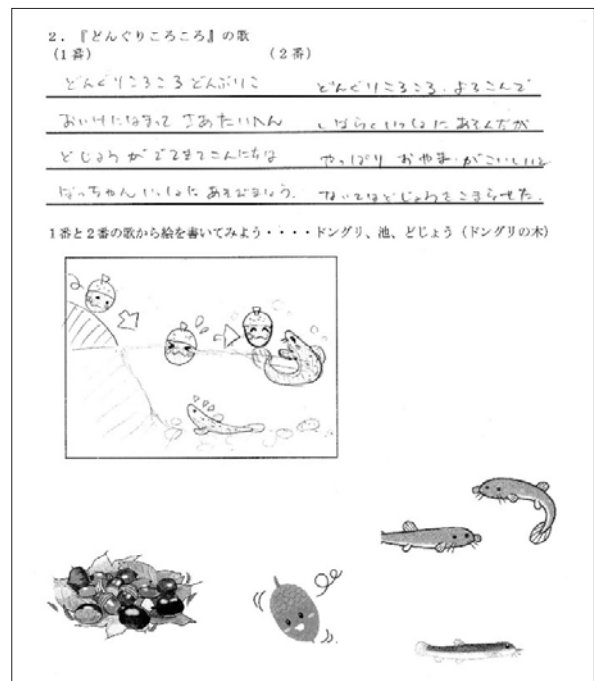 2．『どんぐりころころ』の歌
（1番）
どんぐりころころどんぶりこ
おいけにはまって さあたいへん
どじょうがでてきてこんにちは
ぼっちゃん いっしょに あそびましょう.
（2番）
どんぐりころころ. よろこんで
しばらくいっしょに あそんだが
やっぱり おやま. がこいしいと
ないてはどじょうをこまらせた.
1番と2番の歌から絵を書いてみよう・・・・ドングリ、池、どじょう（ドングリの木）